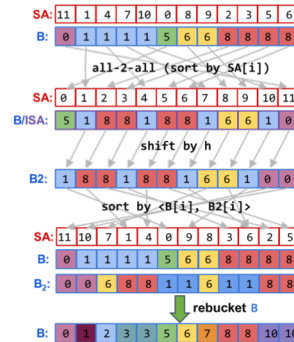 SA: 11 1 4 7 10 0 8 9 2 3 5 6
B: 0 1 1 1 1 5 6 6 8 8 8 8
all-2-all (sort by SA[i])
SA: 0 1 2 3 4 5 6 7 8 9 10 11
B/ISA: 5 1 8 8 1 8 8 1 6 6 1 0
shift by h
B2: 1 8 8 1 8 8 1 6 6 1 0 0
sort by <B[i], B2[i]>
SA: 11 10 7 1 4 0 9 8 3 6 2 5
B: 0 1 1 1 1 5 6 6 8 8 8 8
B₂: 0 0 6 8 8 1 1 6 1 1 8 8
rebucket B
B: 0 1 2 3 3 5 6 7 8 8 10 10